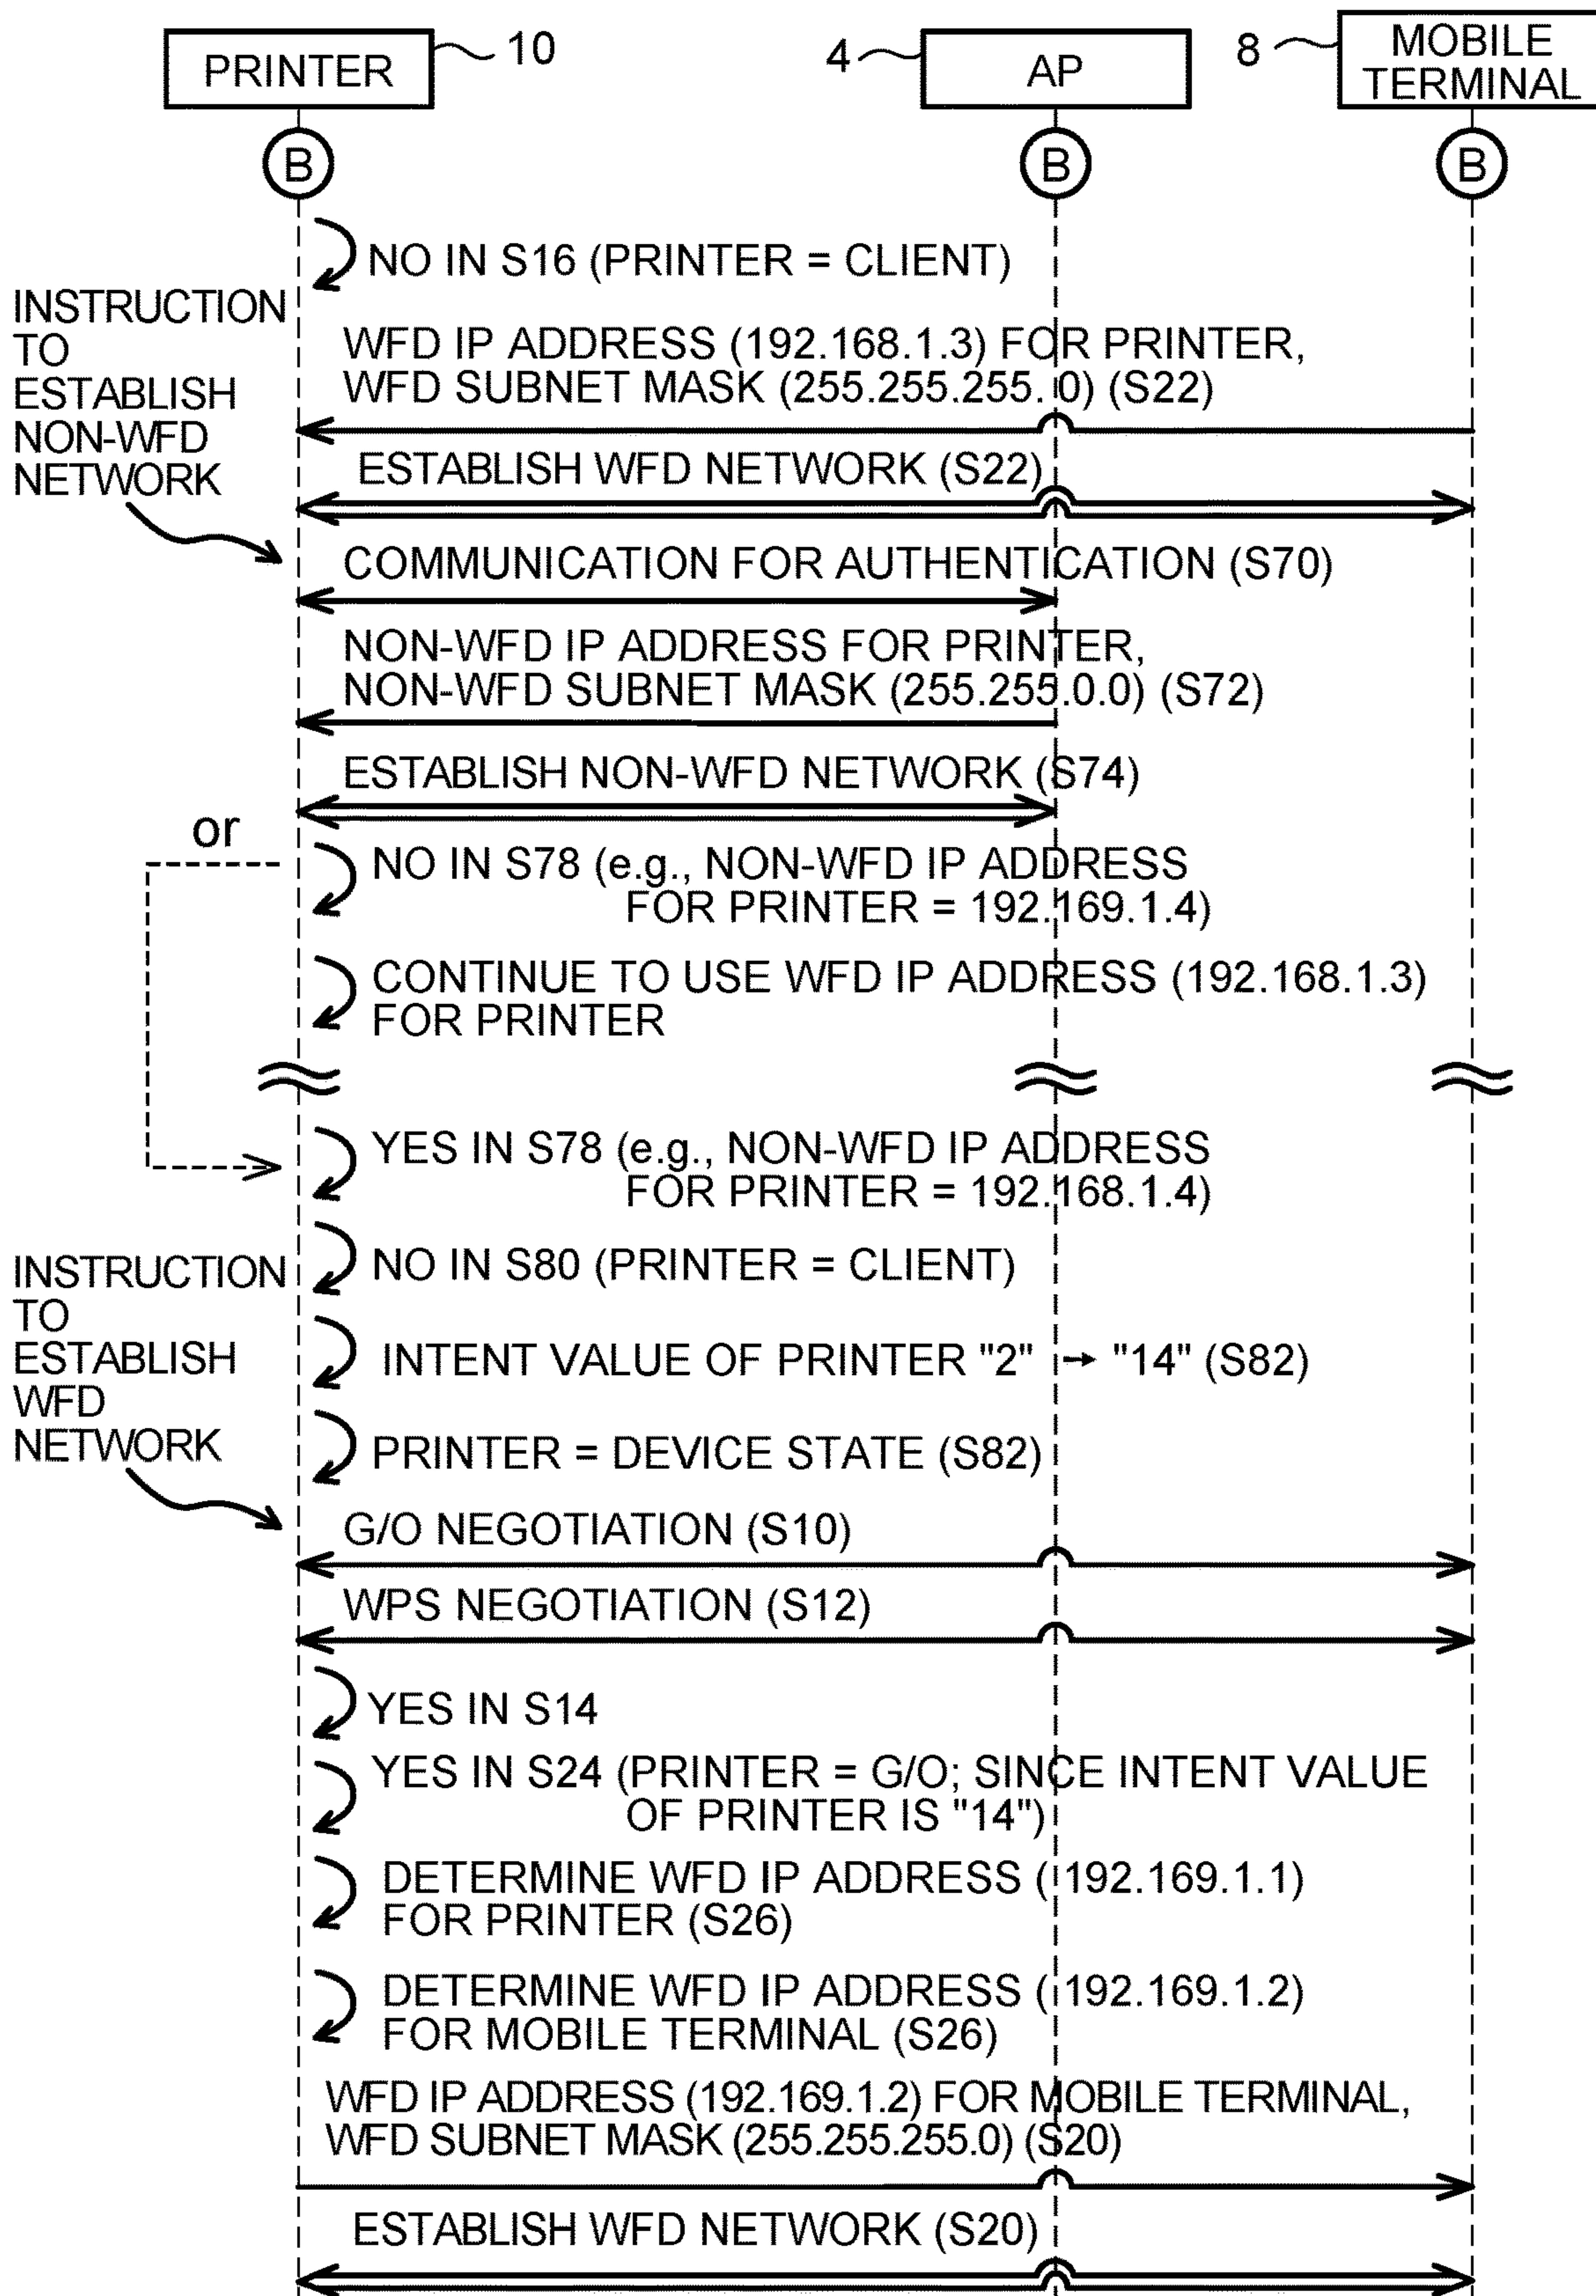 PRINTER
10
4
AP
8
MOBILE
TERMINAL
B
B
B
NO IN S16 (PRINTER = CLIENT)
INSTRUCTION
TO
ESTABLISH
NON-WFD
NETWORK
WFD IP ADDRESS (192.168.1.3) FOR PRINTER,
WFD SUBNET MASK (255.255.255. 0) (S22)
ESTABLISH WFD NETWORK (S22)
COMMUNICATION FOR AUTHENTICATION (S70)
NON-WFD IP ADDRESS FOR PRINTER,
NON-WFD SUBNET MASK (255.255.0.0) (S72)
ESTABLISH NON-WFD NETWORK (S74)
or
NO IN S78 (e.g., NON-WFD IP ADDRESS
FOR PRINTER = 192.169.1.4)
CONTINUE TO USE WFD IP ADDRESS (192.168.1.3)
FOR PRINTER
YES IN S78 (e.g., NON-WFD IP ADDRESS
FOR PRINTER = 192.168.1.4)
NO IN S80 (PRINTER = CLIENT)
INSTRUCTION
TO
ESTABLISH
WFD
NETWORK
INTENT VALUE OF PRINTER "2" → "14" (S82)
PRINTER = DEVICE STATE (S82)
G/O NEGOTIATION (S10)
WPS NEGOTIATION (S12)
YES IN S14
YES IN S24 (PRINTER = G/O; SINCE INTENT VALUE
OF PRINTER IS "14")
DETERMINE WFD IP ADDRESS ( 192.169.1.1)
FOR PRINTER (S26)
DETERMINE WFD IP ADDRESS ( 192.169.1.2)
FOR MOBILE TERMINAL (S26)
WFD IP ADDRESS (192.169.1.2) FOR MOBILE TERMINAL,
WFD SUBNET MASK (255.255.255.0) (S20)
ESTABLISH WFD NETWORK (S20)